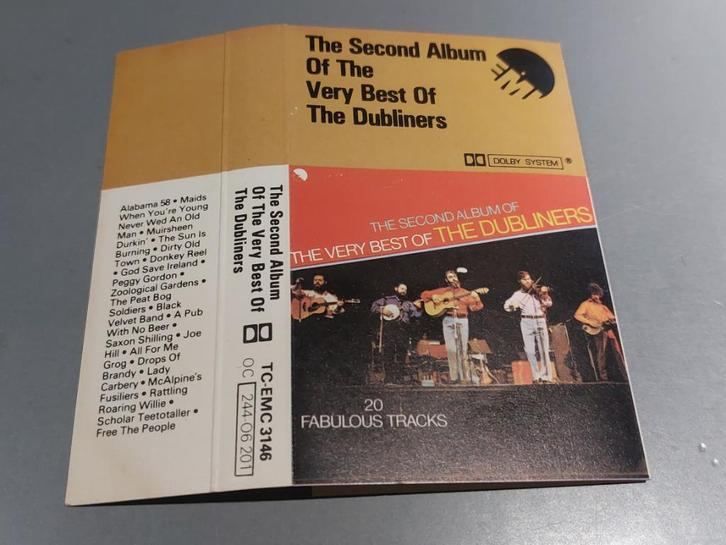 The Second Album
Of The
Very Best Of
The Dubliners
EMI
DOLBY SYSTEM ®
THE SECOND ALBUM OF
THE VERY BEST OF THE DUBLINERS
20
FABULOUS TRACKS
The Second Album
Of The Very Best Of
The Dubliners
TC-EMC 3146
OC 244-06 201
Alabama 58 • Maids
When You're Young
Never Wed An Old
Man • Muirsheen
Durkin' • The Sun Is
Burning • Dirty Old
Town • Donkey Reel
• God Save Ireland •
Peggy Gordon •
Zoological Gardens •
The Peat Bog
Soldiers • Black
Velvet Band • A Pub
With No Beer •
Saxon Shilling • Joe
Hill • All For Me
Grog • Drops Of
Brandy • Lady
Carbery • McAlpine's
Fusiliers • Rattling
Roaring Willie •
Scholar Teetotaller •
Free The People